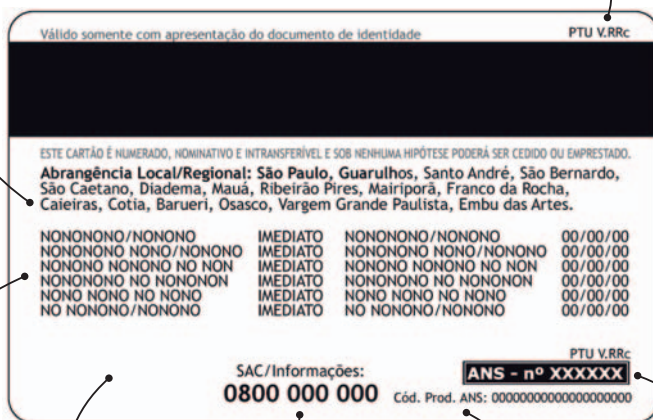 Válido somente com apresentação do documento de identidade PTU V.RRc
ESTE CARTÃO É NUMERADO, NOMINATIVO E INTRANSFERÍVEL E SOB NENHUMA HIPÓTESE PODERÁ SER CEDIDO OU EMPRESTADO.
Abrangência Local/Regional: São Paulo, Guarulhos, Santo André, São Bernardo,
São Caetano, Diadema, Mauá, Ribeirão Pires, Mairiporã, Franco da Rocha,
Caieiras, Cotia, Barueri, Osasco, Vargem Grande Paulista, Embu das Artes.
NONONONO/NONONO IMEDIATO NONONONO/NONONO 00/00/00
NONONONO NONO/NONONO IMEDIATO NONONONO NONO/NONONO 00/00/00
NONONO NONONO NO NON IMEDIATO NONONO NONONO NO NON 00/00/00
NONONONO NO NONONON IMEDIATO NONONONO NO NONONON 00/00/00
NONO NONO NO NONO IMEDIATO NONO NONO NO NONO 00/00/00
NO NONONO/NONONO IMEDIATO NO NONONO/NONONO 00/00/00
PTU V.RRc
SAC/Informações: ANS - nº XXXXXX
0800 000 000 Cód. Prod. ANS: 00000000000000000000